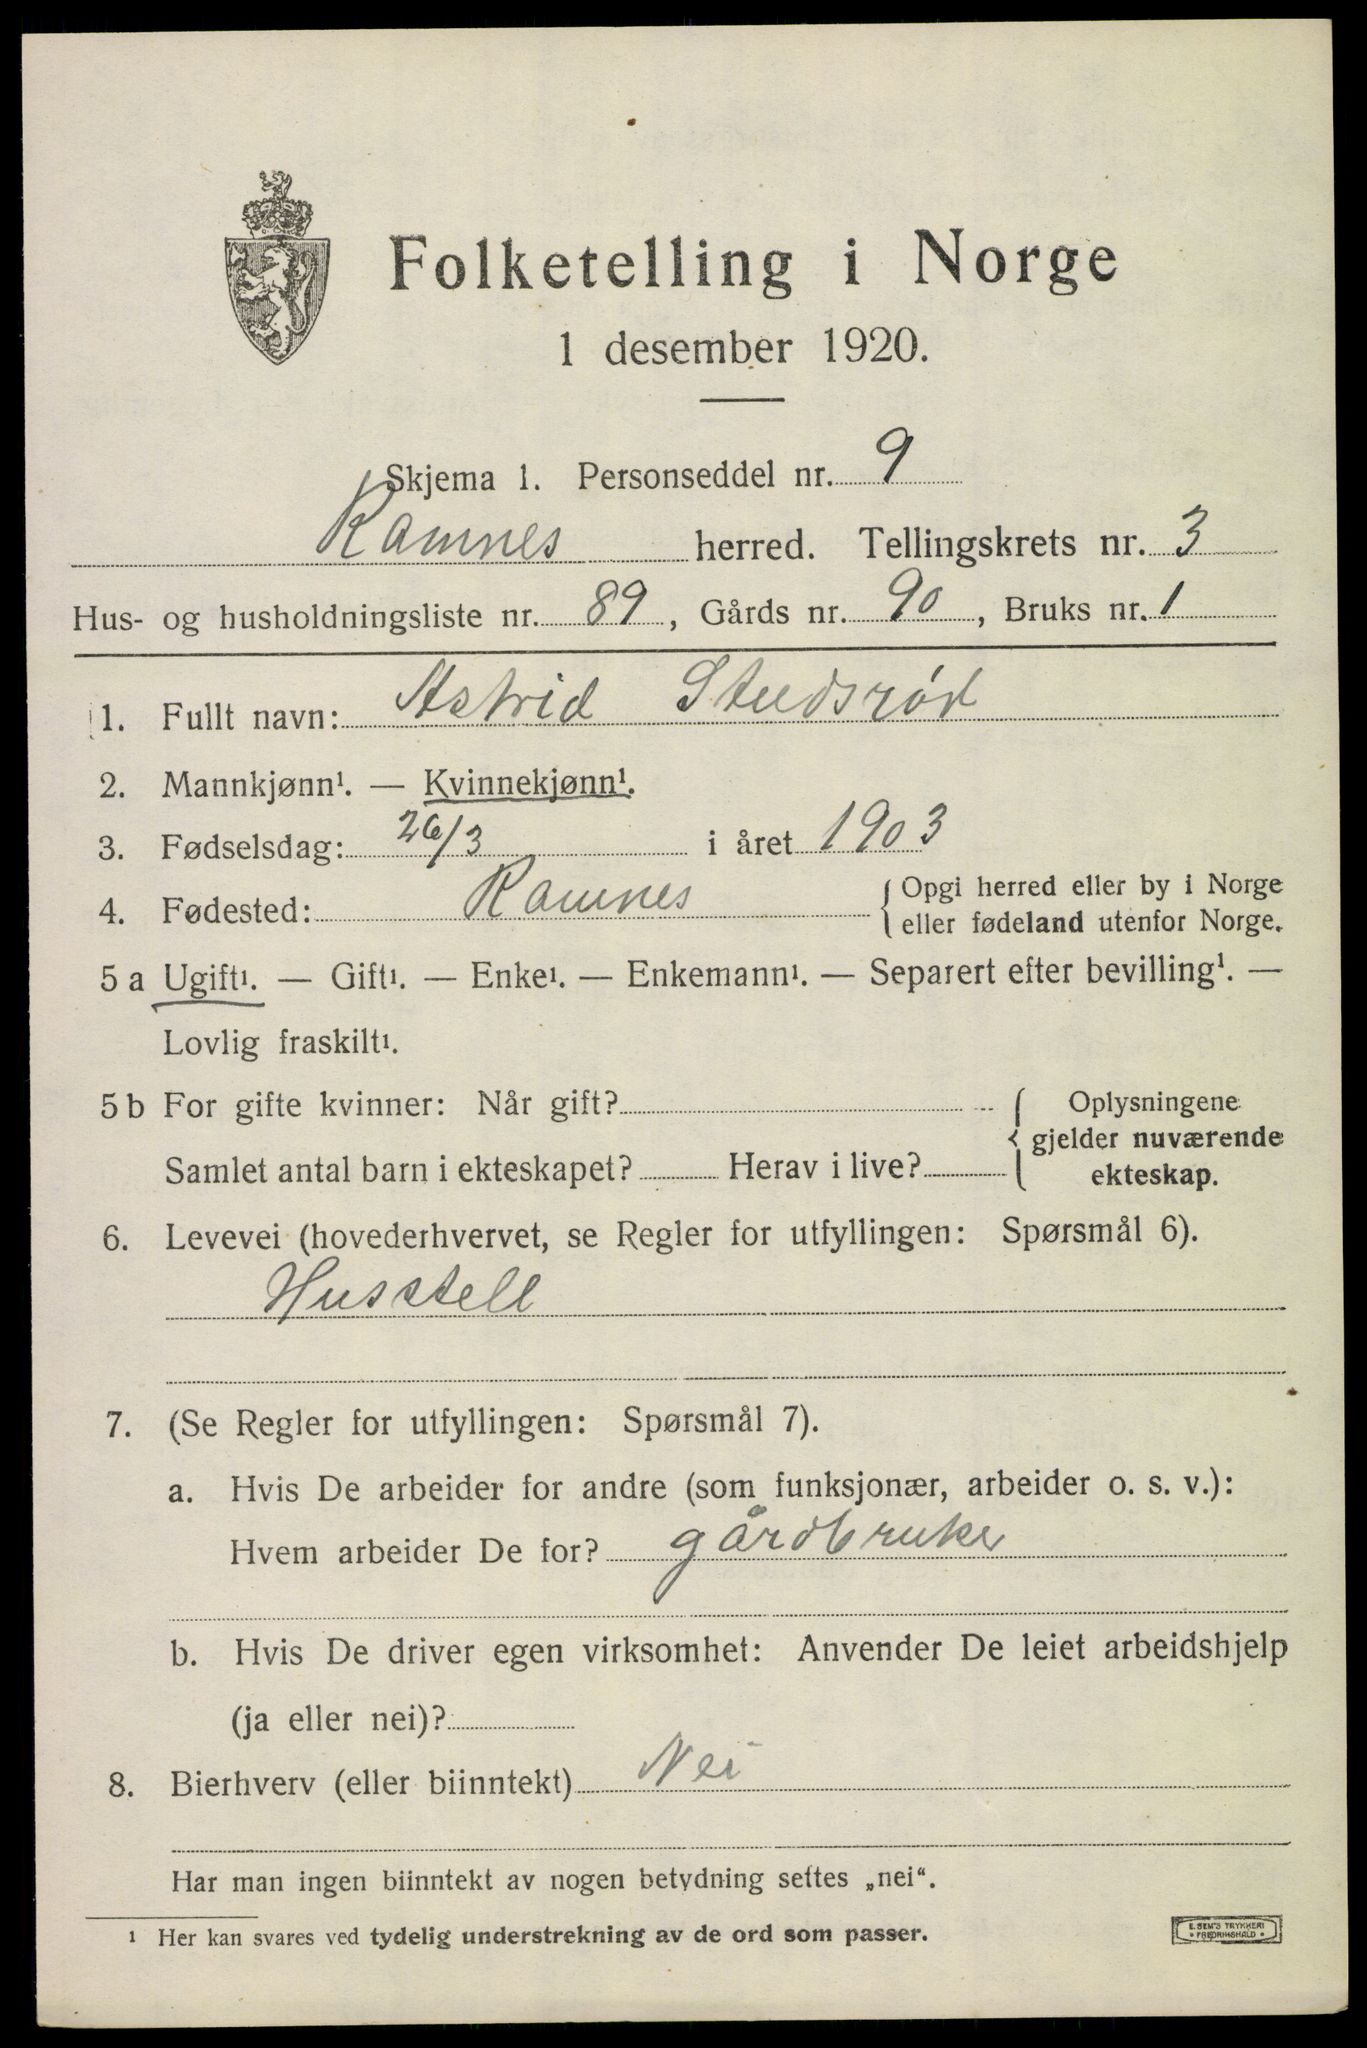 Folketelling i Norge
1 desember 1920.
Skjema 1. Personseddel nr. 9
Ramnes herred. Tellingskrets nr. 3
Hus- og husholdningsliste nr. 89, Gårds nr. 90, Bruks nr. 1
1. Fullt navn: Astrid Studsrød
2. Mannkjønn¹. — Kvinnekjønn¹.
3. Fødselsdag: 26/3 i året 1903
4. Fødested: Ramnes { Opgi herred eller by i Norge
eller fødeland utenfor Norge.
5 a Ugift¹. — Gift¹. — Enke¹. — Enkemann¹. — Separert efter bevilling¹. —
Lovlig fraskilt¹.
5 b For gifte kvinner: Når gift? { Oplysningene
gjelder nuværende
Samlet antal barn i ekteskapet? Herav i live? ekteskap.
6. Levevei (hovederhvervet, se Regler for utfyllingen: Spørsmål 6).
Husstell
7. (Se Regler for utfyllingen: Spørsmål 7).
a. Hvis De arbeider for andre (som funksjonær, arbeider o. s. v.):
Hvem arbeider De for? gårdbruker
b. Hvis De driver egen virksomhet: Anvender De leiet arbeidshjelp
(ja eller nei)?
8. Bierhverv (eller biinntekt) Nei
Har man ingen biinntekt av nogen betydning settes „nei“.
¹ Her kan svares ved tydelig understrekning av de ord som passer.
E. SEM'S TRYKKERI
• FREDRIKSHALD •